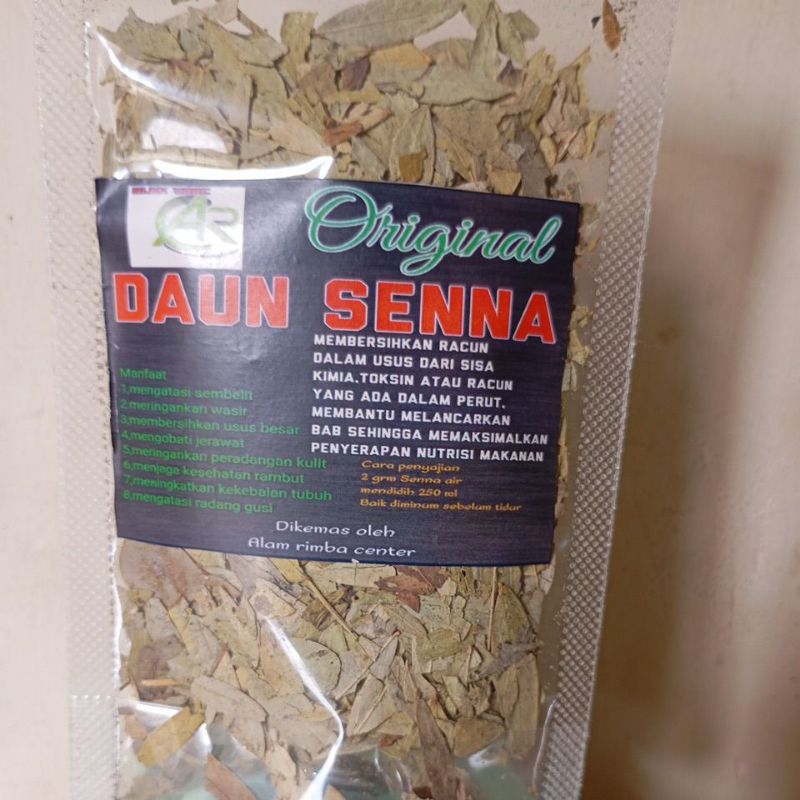 CAR
Original
DAUN SENNA
MEMBERSIHKAN RACUN
DALAM USUS DARI SISA
KIMIA.TOKSIN ATAU RACUN
YANG ADA DALAM PERUT.
MEMBANTU MELANCARKAN
BAB SEHINGGA MEMAKSIMALKAN
PENYERAPAN NUTRISI MAKANAN
Manfaat
1,mengatasi sembelit
2,meringankan wasir
3,membersihkan usus besar
4,mengobati jerawat
5,meringankan peradangan kulit
6,menjaga kesehatan rambut
7,meningkatkan kekebalan tubuh
8,mengatasi radang gusi
Cara penyajian
2 grm Senna air
mendidih 250 ml
Baik diminum sebelum tidur
Dikemas oleh
Alam rimba center